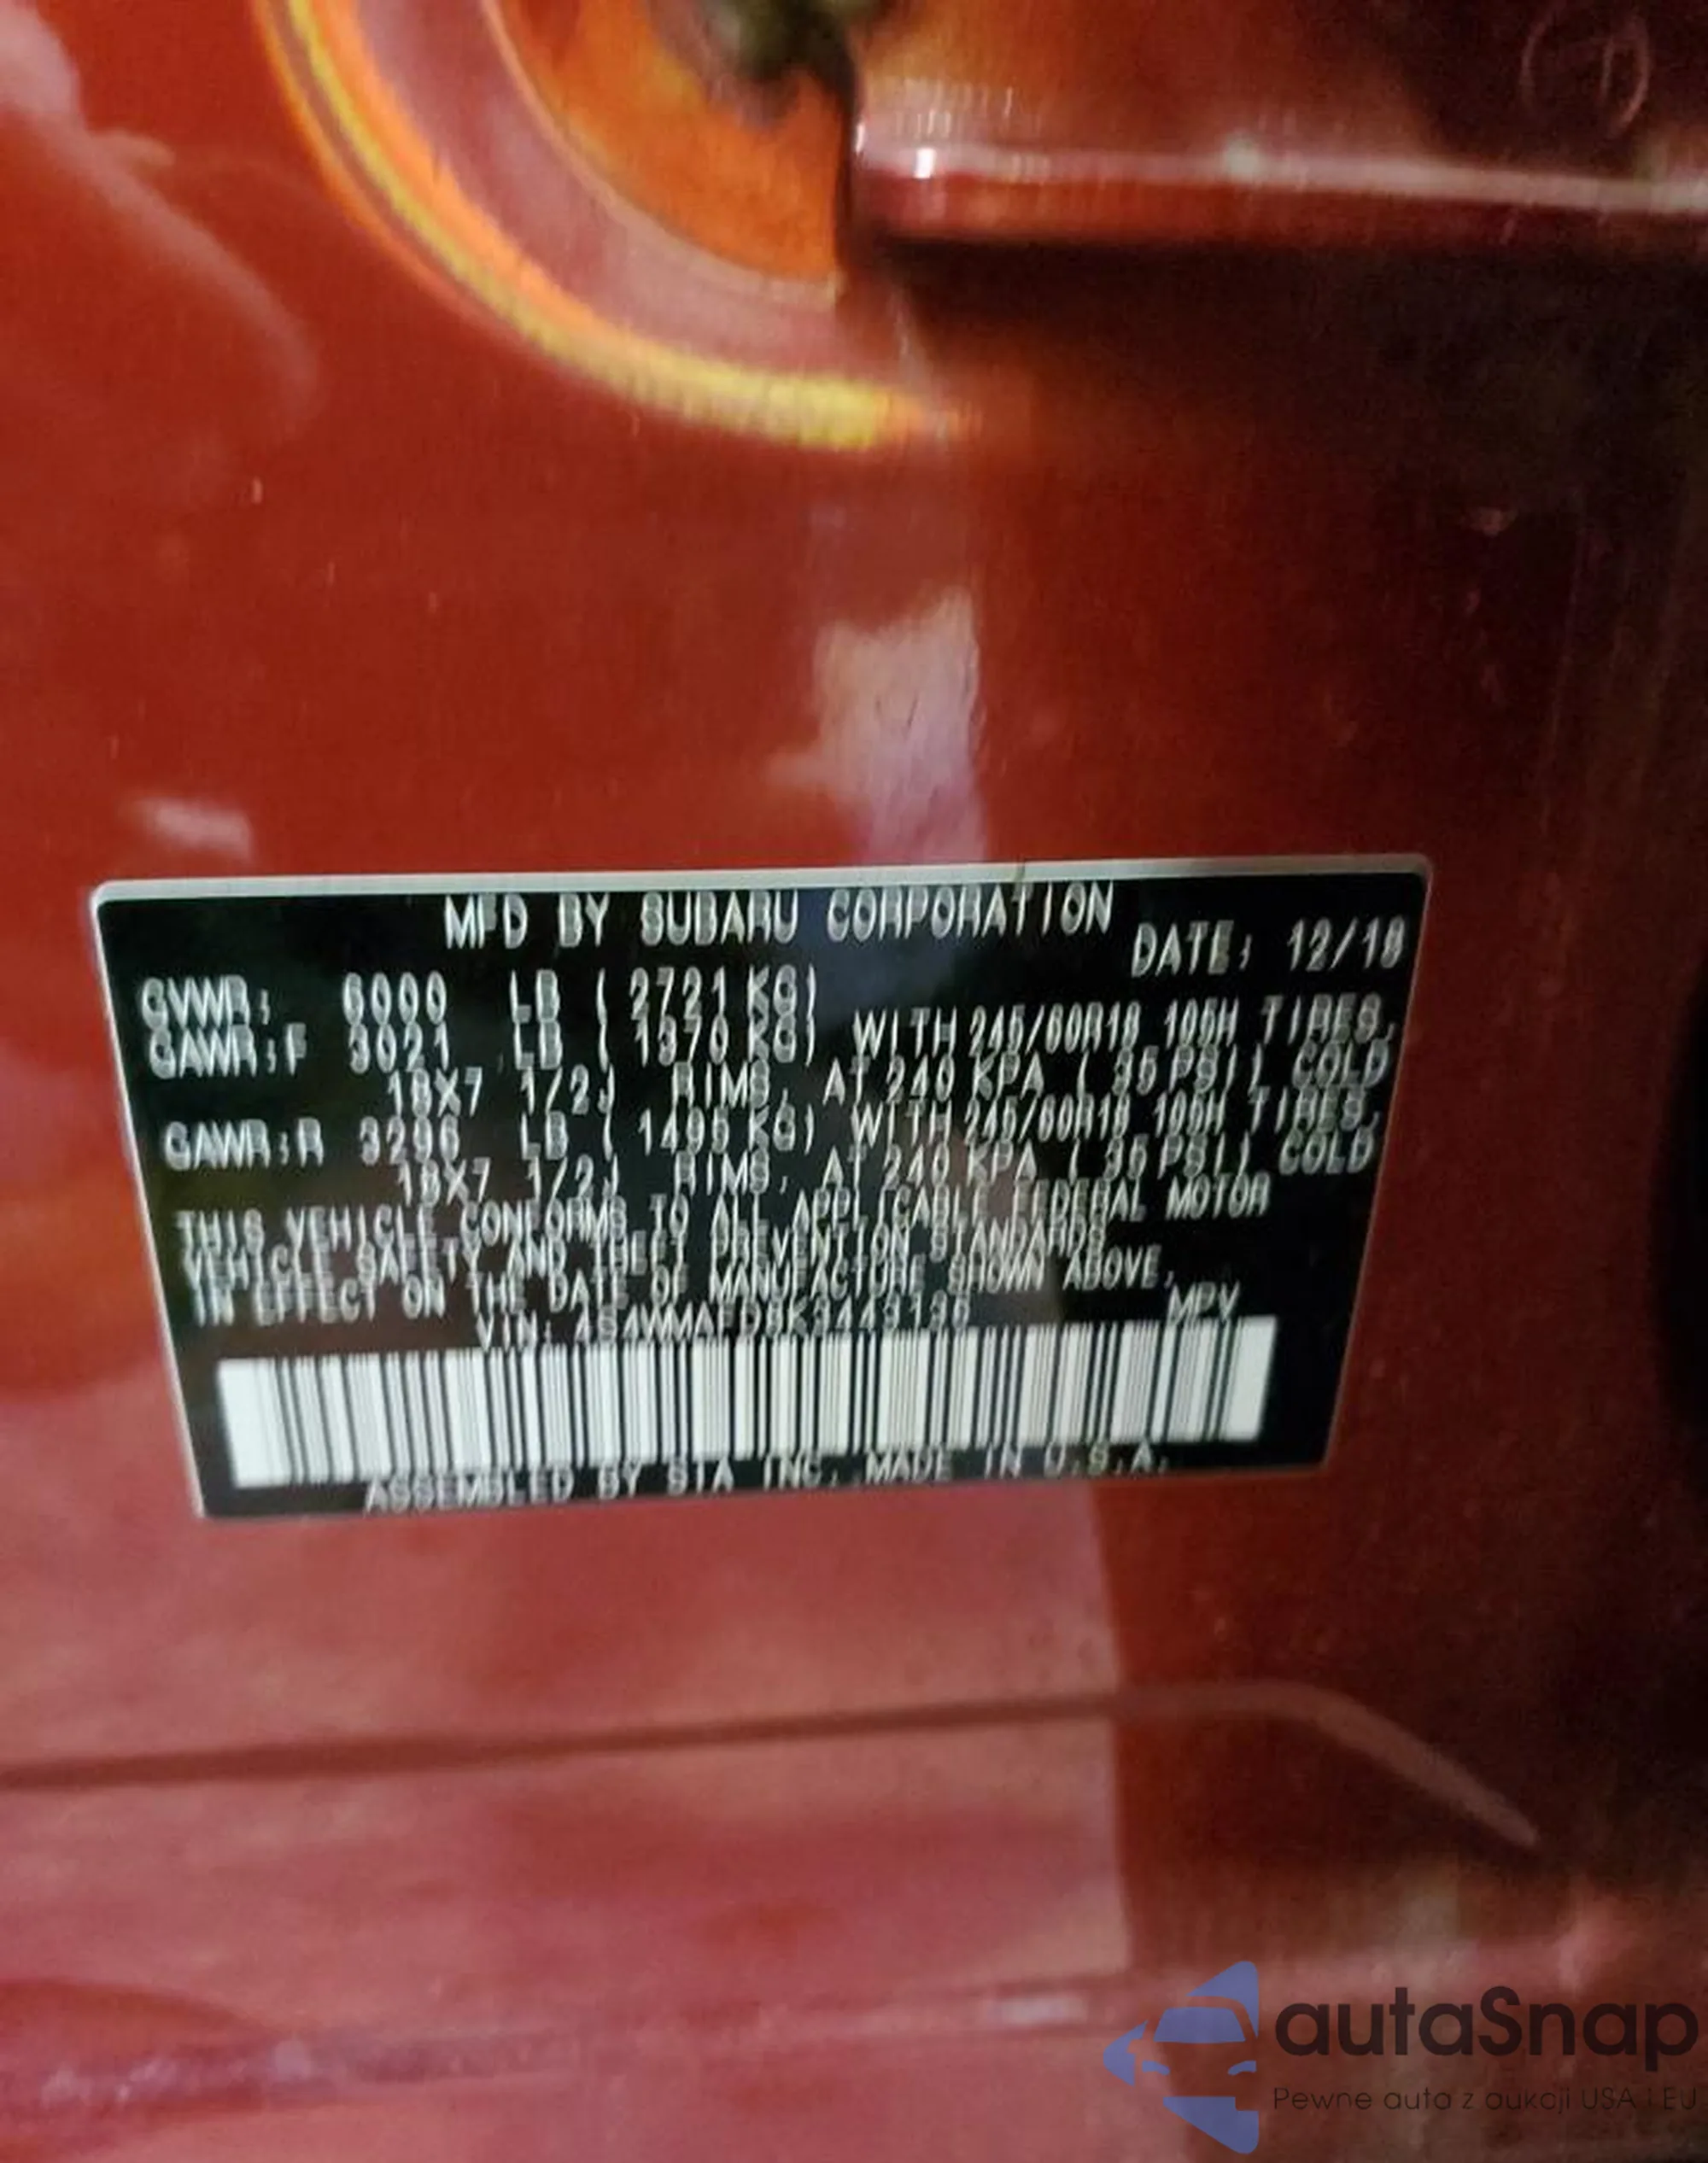 MFD BY SUBARU CORPORATION
DATE: 12/18
GVWR: 6000 LB (2721 KG)
GAWR:F 3021 LB (1370 KG) WITH 245/60R18 105H TIRES,
18X7 1/2J RIMS, AT 240 KPA (35 PSI) COLD
GAWR:R 3296 LB (1495 KG) WITH 245/60R18 105H TIRES,
18X7 1/2J RIMS, AT 240 KPA (35 PSI) COLD
THIS VEHICLE CONFORMS TO ALL APPLICABLE FEDERAL MOTOR
VEHICLE SAFETY AND THEFT PREVENTION STANDARDS
IN EFFECT ON THE DATE OF MANUFACTURE SHOWN ABOVE.
VIN: MPV
ASSEMBLED BY SIA INC. MADE IN U.S.A.
autaSnap
Pewne auta z aukcji USA i EU